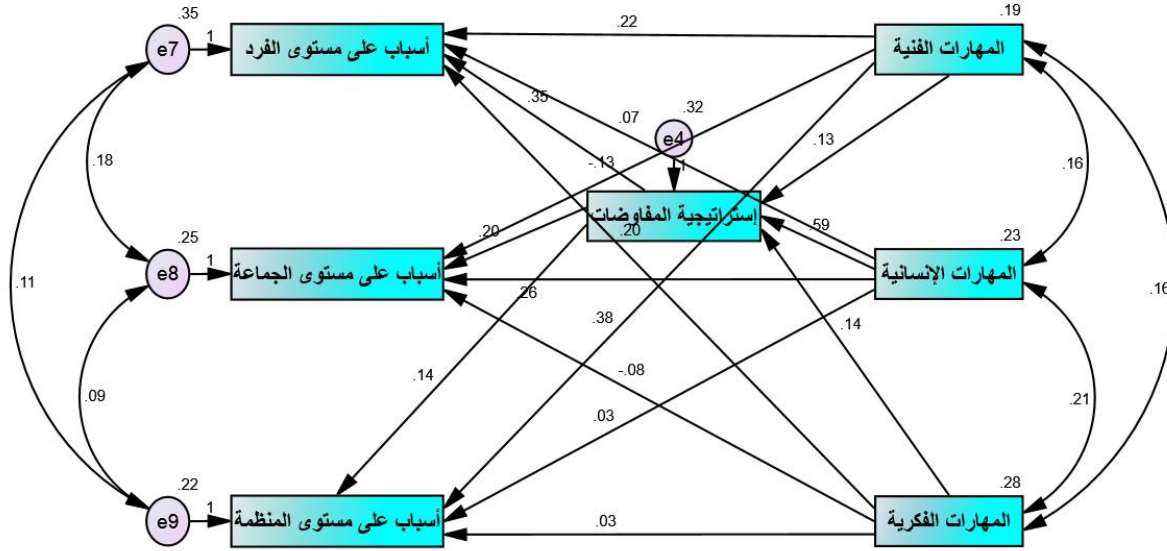 .35
.19
e7
1
أسباب على مستوى الفرد
.22
المهارات الفنية
.35
.07
.32
e4
1
.13
.18
-.13
.16
إستراتيجية المفاوضات
.25
.20
.20
.59
.23
e8
1
أسباب على مستوى الجماعة
المهارات الإنسانية
.11
.26
.38
.14
.16
.14
-.08
.09
.03
.21
.22
.28
e9
1
أسباب على مستوى المنظمة
.03
المهارات الفكرية